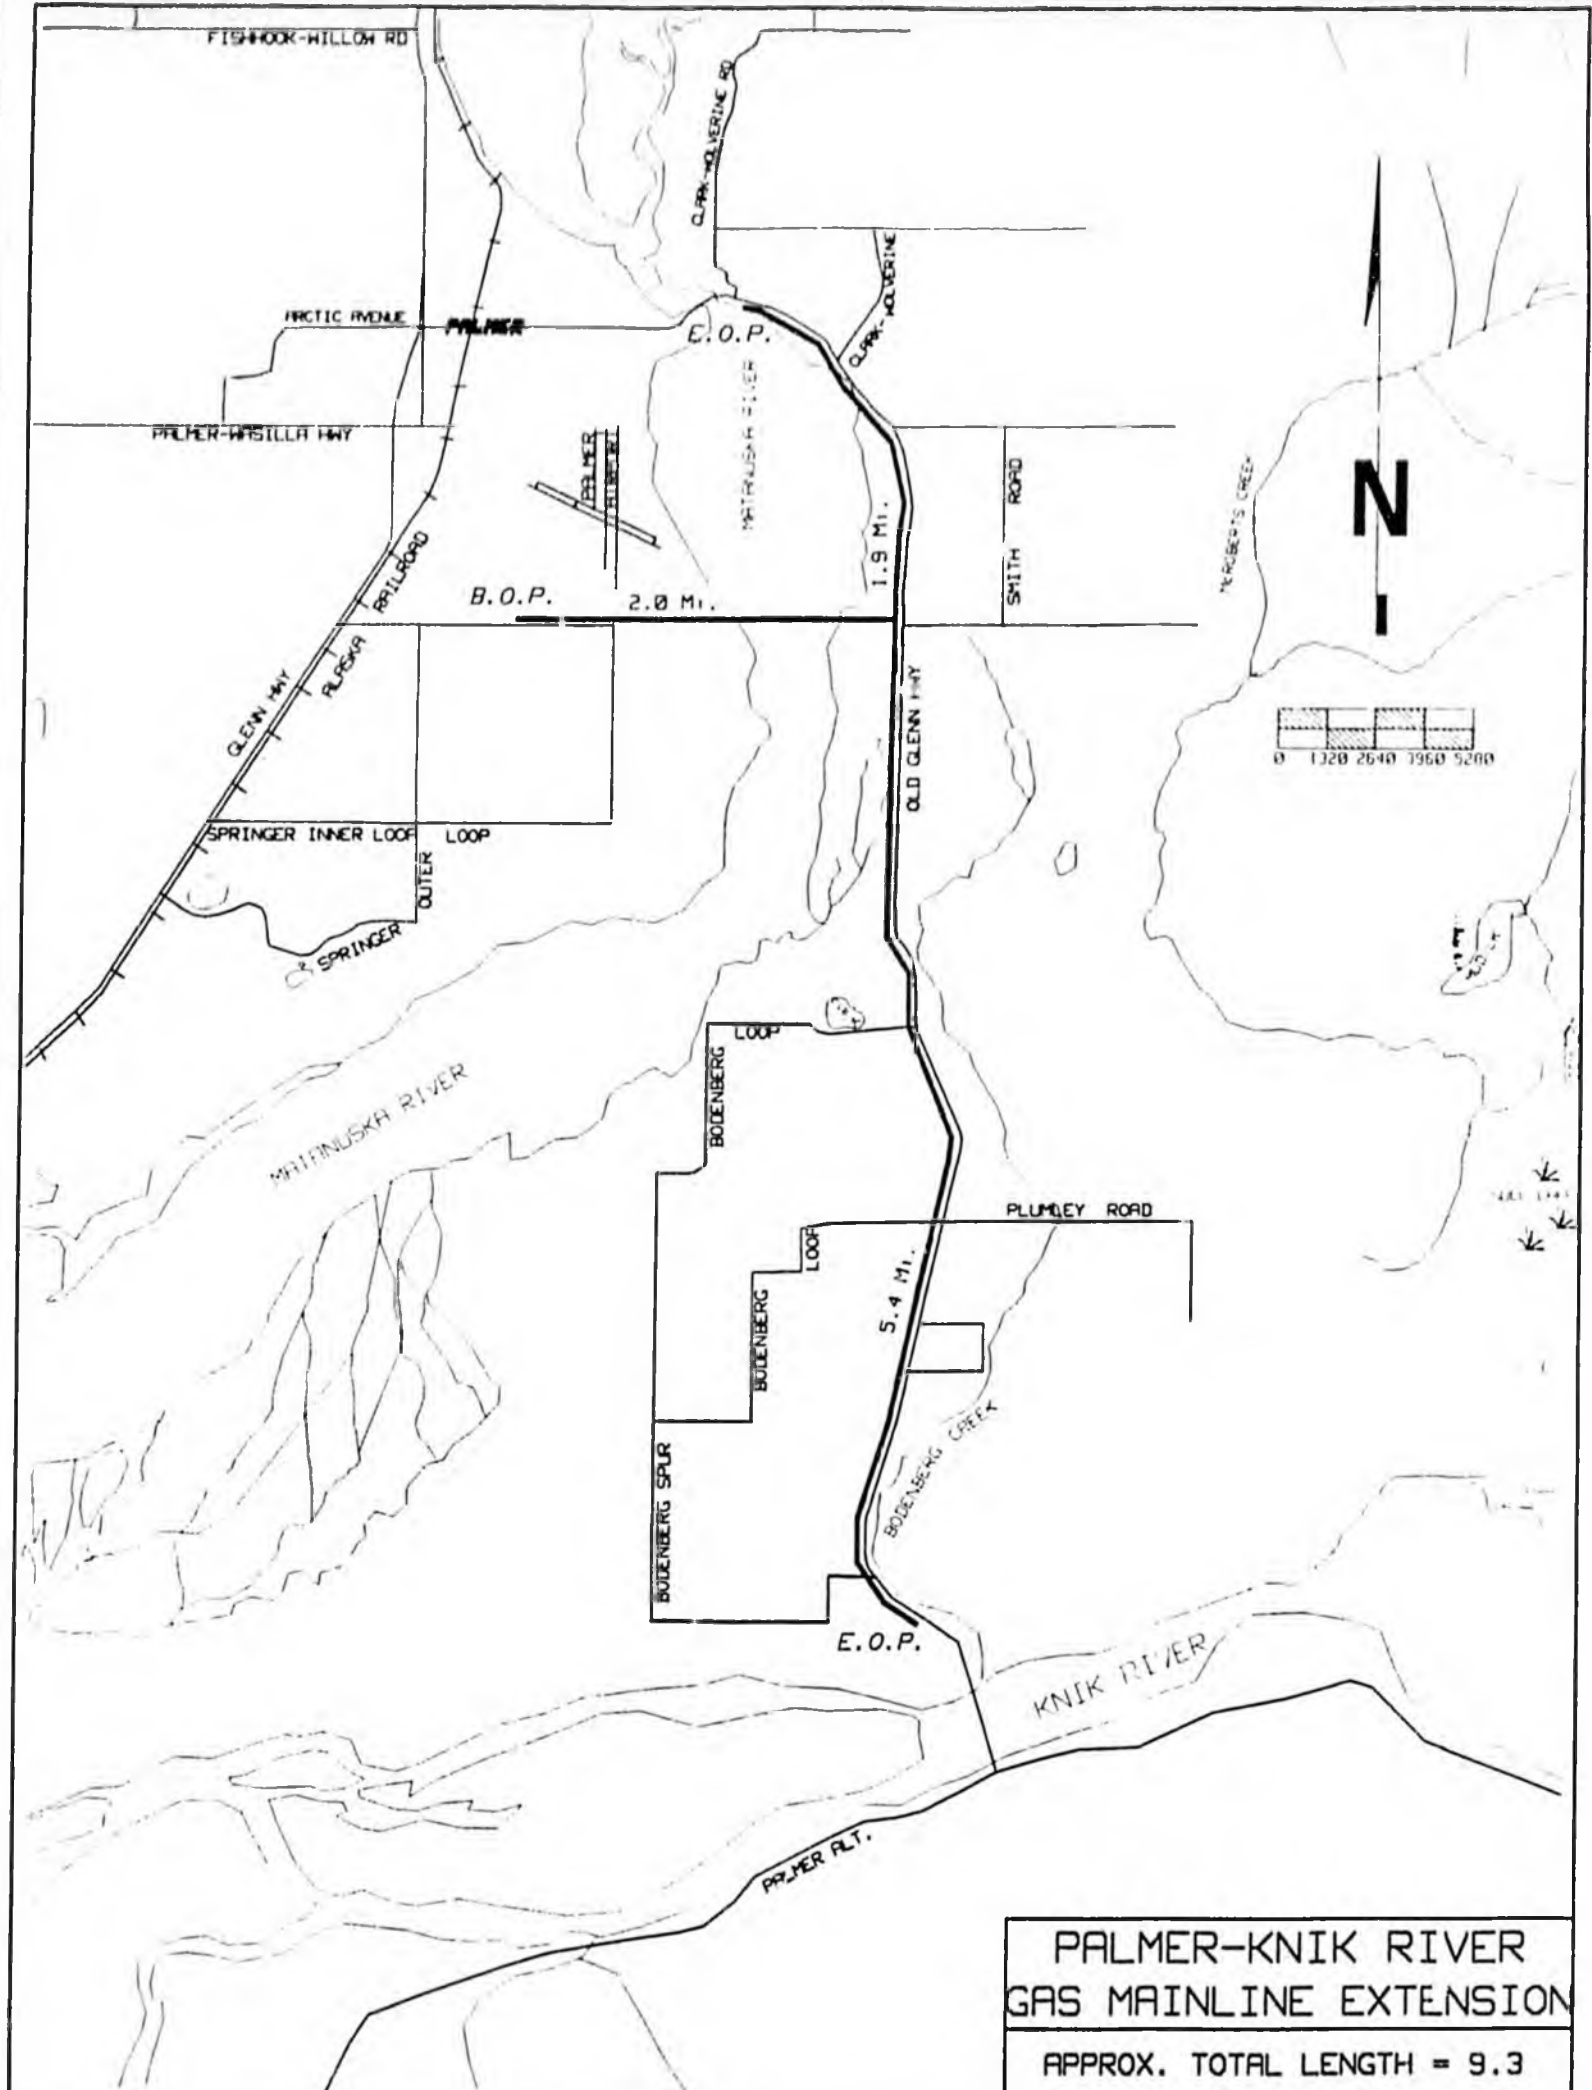 FISHHOOK-WILLOW RD
CLARK-WOLVERINE RD
CLARK-WOLVERINE
ARCTIC AVENUE
PALMER
E.O.P.
PALMER-WASILLA HWY
PALMER
AIRPORT
MATANUSKA RIVER
1.9 Mi.
SMITH ROAD
McROBERTS CREEK
N
B.O.P.
2.0 Mi.
ALASKA RAILROAD
GLENN HWY
OLD GLENN HWY
0 1320 2640 3960 5280
SPRINGER INNER LOOP LOOP
OUTER
SPRINGER
LOOP
BODENBERG
MATANUSKA RIVER
PLUMLEY ROAD
LOOP
BODENBERG
5.4 Mi.
BODENBERG CREEK
BODENBERG SPUR
E.O.P.
KNIK RIVER
PALMER ALT.
PALMER-KNIK RIVER
GAS MAINLINE EXTENSION
APPROX. TOTAL LENGTH = 9.3